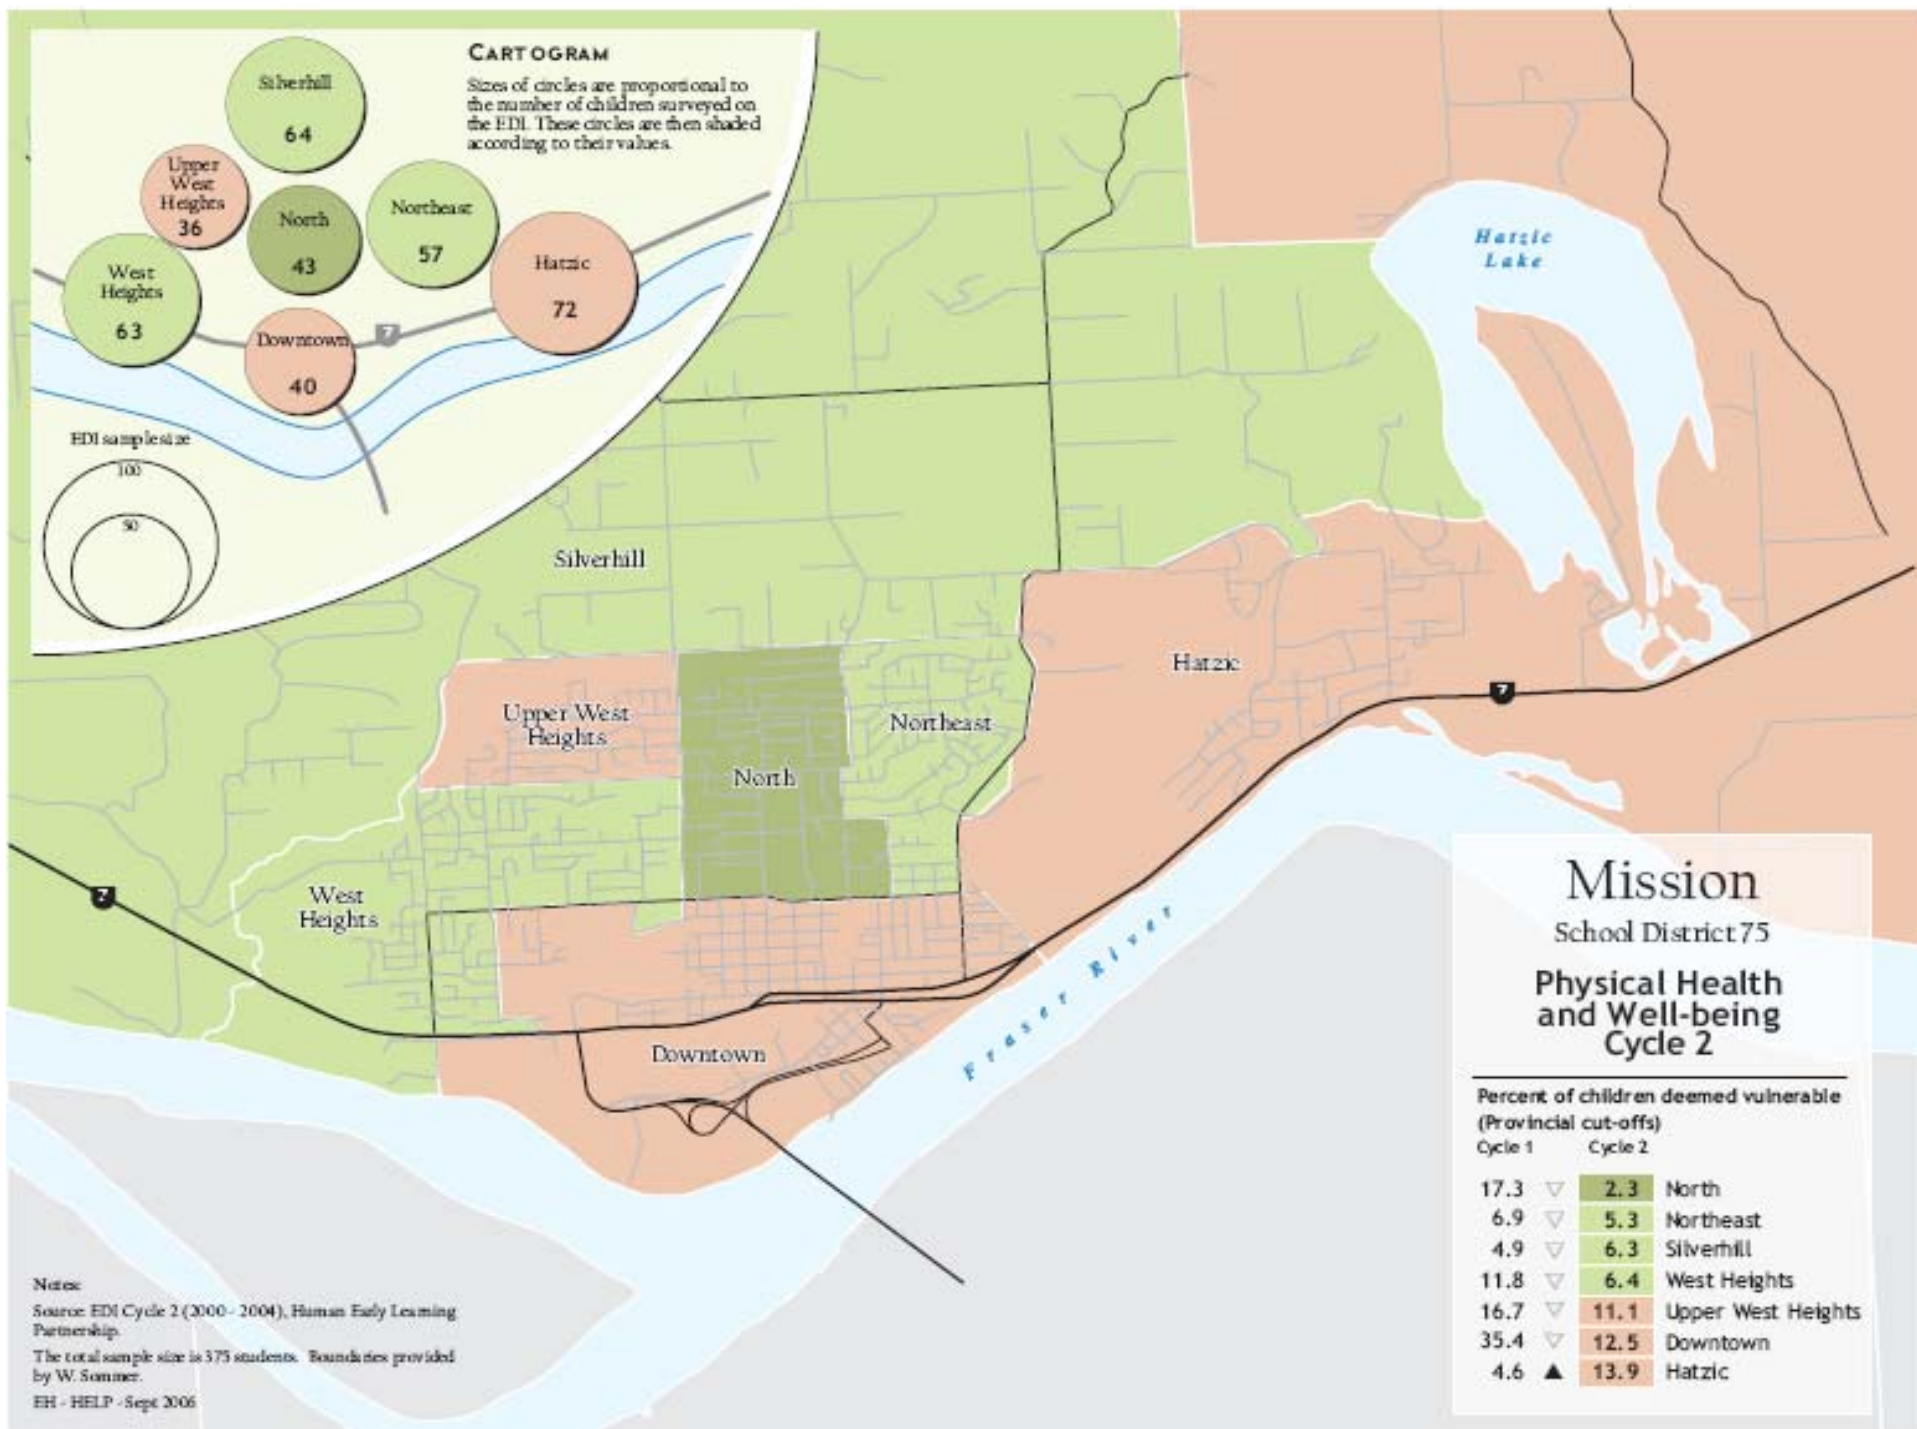 CARTOGRAM
Sizes of circles are proportional to
the number of children surveyed on
the EDI. These circles are then shaded
according to their values.
Silverhill
64
Upper
West
Heights
36
North
43
Northeast
57
Hatzic
72
West
Heights
63
Downtown
40
7
EDI sample size
100
50
Hatzic
Lake
Silverhill
Hatzic
7
Upper West
Heights
Northeast
North
West
Heights
7
Downtown
Fraser River
Mission
School District 75
Physical Health
and Well-being
Cycle 2
Percent of children deemed vulnerable
(Provincial cut-offs)
Cycle 1 Cycle 2
17.3 ▽ 2.3 North
6.9 ▽ 5.3 Northeast
4.9 ▽ 6.3 Silverhill
11.8 ▽ 6.4 West Heights
16.7 ▽ 11.1 Upper West Heights
35.4 ▽ 12.5 Downtown
4.6 ▲ 13.9 Hatzic
Notes:
Source: EDI Cycle 2 (2000 - 2004), Human Early Learning
Partnership.
The total sample size is 375 students. Boundaries provided
by W. Sommer.
EH - HELP - Sept 2006